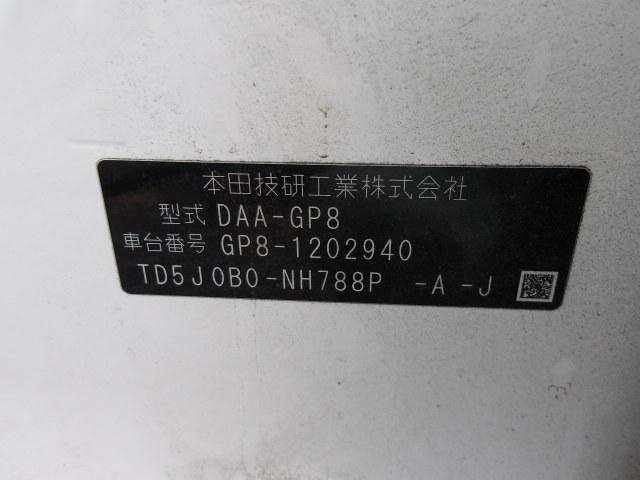 本田技研工業株式会社
型式 DAA-GP8
車台番号 GP8-1202940
TD5J0B0-NH788P -A -J